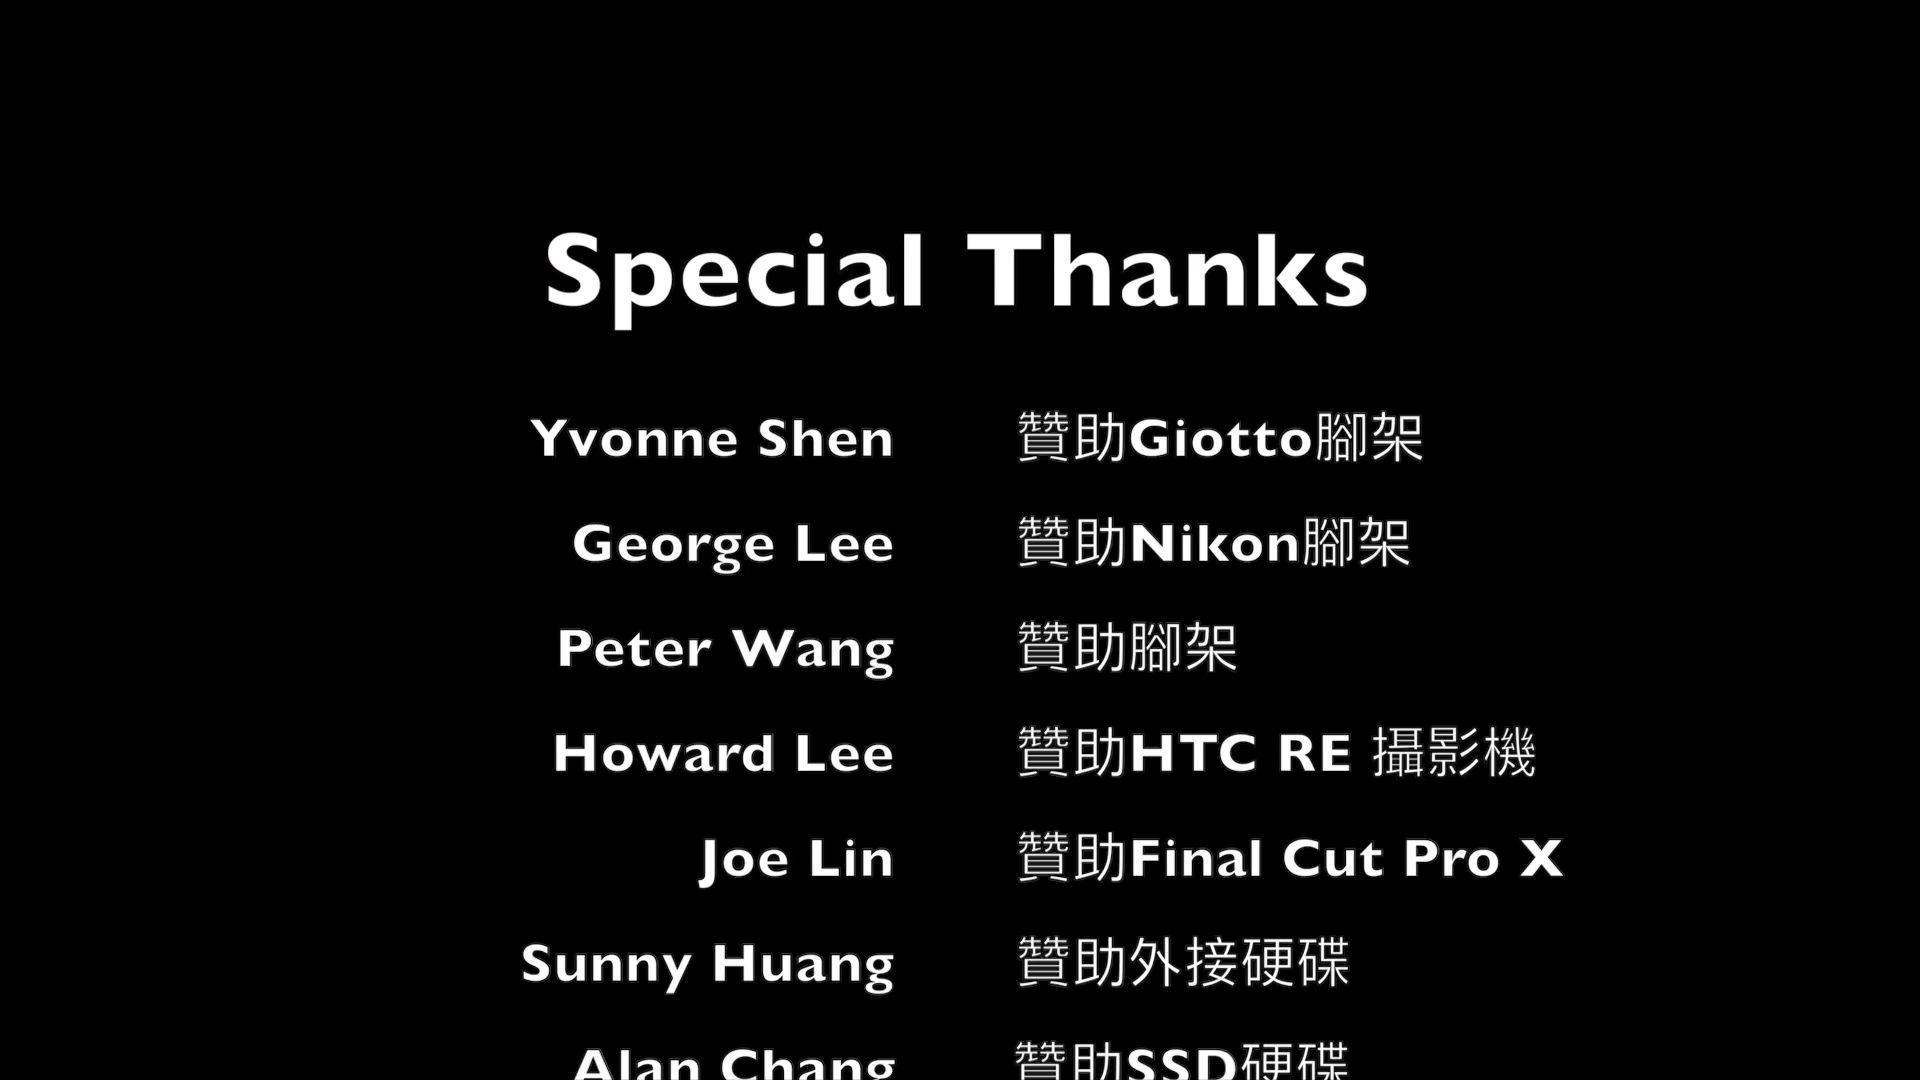 Special Thanks
Yvonne Shen 贊助Giotto腳架
George Lee 贊助Nikon腳架
Peter Wang 贊助腳架
Howard Lee 贊助HTC RE 攝影機
Joe Lin 贊助Final Cut Pro X
Sunny Huang 贊助外接硬碟
Alan Chang 贊助SSD硬碟